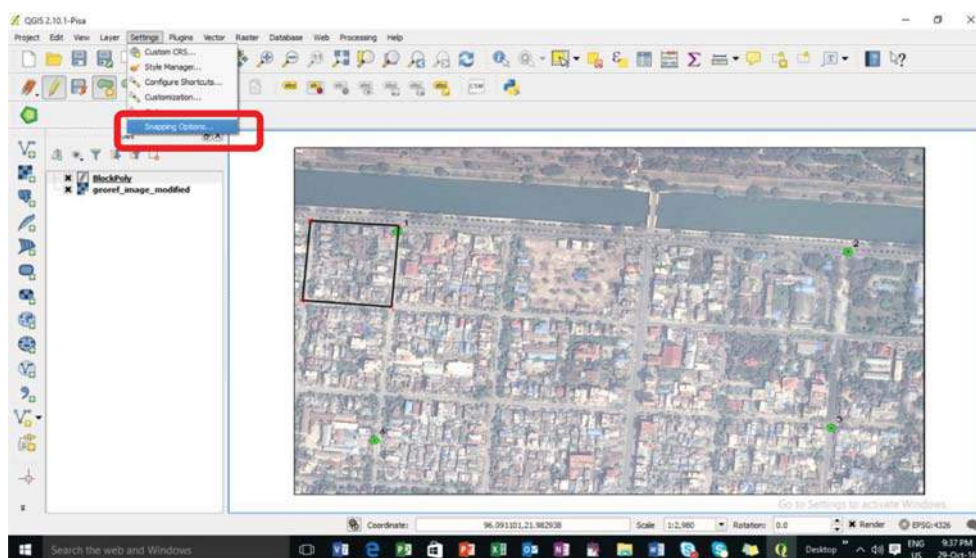 QGIS 2.10.1-Pisa
Project Edit View Layer Settings Plugins Vector Raster Database Web Processing Help
Custom CRS...
Style Manager...
Configure Shortcuts...
Customization...
Snapping Options...
BlockPoly
georef_image_modified
1
2
3
4
Go to Settings to activate Windows.
Coordinate: 96.091101,21.982938 Scale 1:2,980 Rotation: 0.0 Render EPSG:4326
Search the web and Windows
Desktop ENG 9:37 PM
US 29-Oct